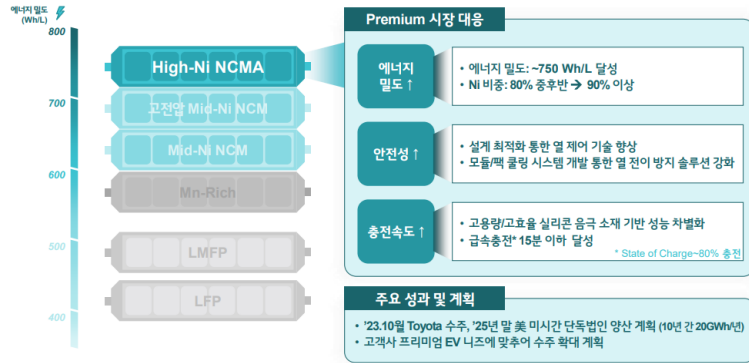 에너지 밀도
(Wh/L)
800
700
600
500
400
High-Ni NCMA
고전압 Mid-Ni NCM
Mid-Ni NCM
Mn-Rich
LMFP
LFP
Premium 시장 대응
에너지
밀도 ↑
• 에너지 밀도: ~750 Wh/L 달성
• Ni 비중: 80% 중후반 → 90% 이상
안전성 ↑
• 설계 최적화 통한 열 제어 기술 향상
• 모듈/팩 쿨링 시스템 개발 통한 열 전이 방지 솔루션 강화
충전속도 ↑
• 고용량/고효율 실리콘 음극 소재 기반 성능 차별화
• 급속충전* 15분 이하 달성
* State of Charge~80% 충전
주요 성과 및 계획
• ’23.10월 Toyota 수주, ’25년 말 美 미시간 단독법인 양산 계획 (10년 간 20GWh/년)
• 고객사 프리미엄 EV 니즈에 맞추어 수주 확대 계획